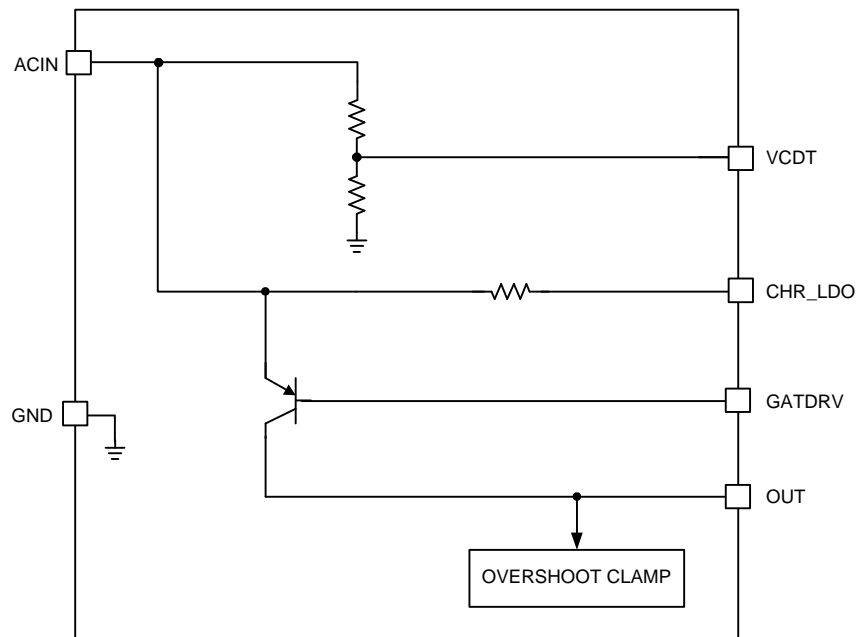 ACIN
VCDT
CHR_LDO
GATDRV
GND
OUT
OVERSHOOT CLAMP